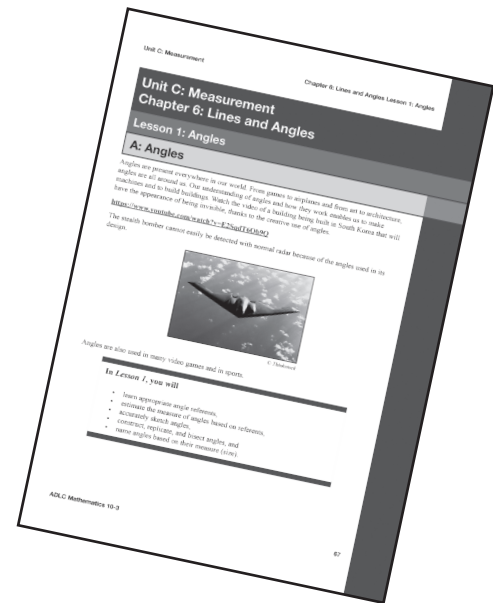 Unit C: Measurement
Chapter 6: Lines and Angles Lesson 1: Angles
Unit C: Measurement
Chapter 6: Lines and Angles
Lesson 1: Angles
A: Angles
Angles are present everywhere in our world. From games to airplanes and from art to architecture,
angles are all around us. Our understanding of angles and how they work enables us to make
machines and to build buildings. Watch the video of a building being built in South Korea that will
have the appearance of being invisible, thanks to the creative use of angles.
The stealth bomber cannot easily be detected with normal radar because of the angles used in its
design.
Angles are also used in many video games and in sports.
In Lesson 1, you will
• learn appropriate angle references,
• estimate the measure of angles based on referents,
• accurately sketch angles,
• construct, replicate, and bisect angles, and
• name angles based on their measure (size)
ADLC Mathematics 10-3
67